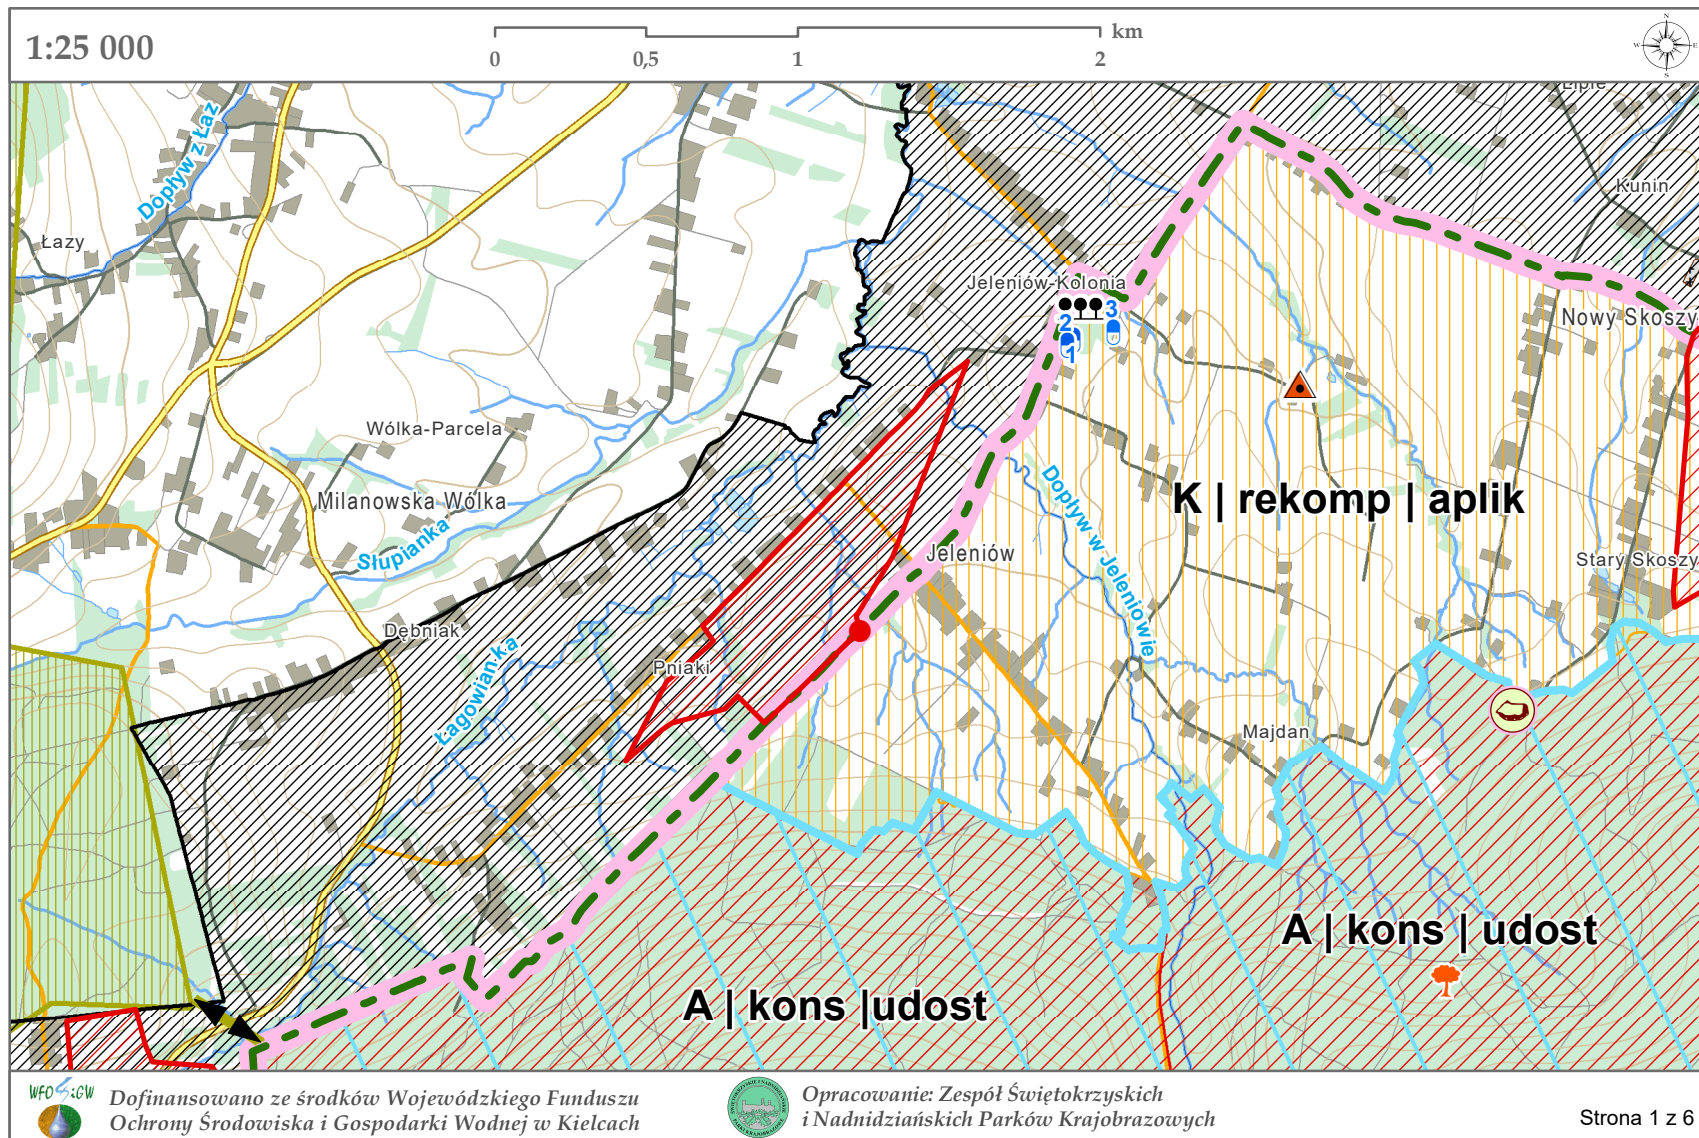 1:25 000
km
0
0,5
1
2
N
W
E
S
Lipie
Dopływ z Łaz
Kunin
Łazy
Jeleniów-Kolonia
3
2
1
Nowy Skoszy
Wólka-Parcela
Milanowska Wólka
Słupianka
Dopływ w Jeleniowie
K | rekomp | aplik
Jeleniów
Stary Skoszy
Dębniak
Łagowianka
Pniaki
Majdan
A | kons | udost
A | kons |udost
WFOŚiGW
Dofinansowano ze środków Wojewódzkiego Funduszu
Ochrony Środowiska i Gospodarki Wodnej w Kielcach
Opracowanie: Zespół Świętokrzyskich
i Nadnidziańskich Parków Krajobrazowych
Strona 1 z 6